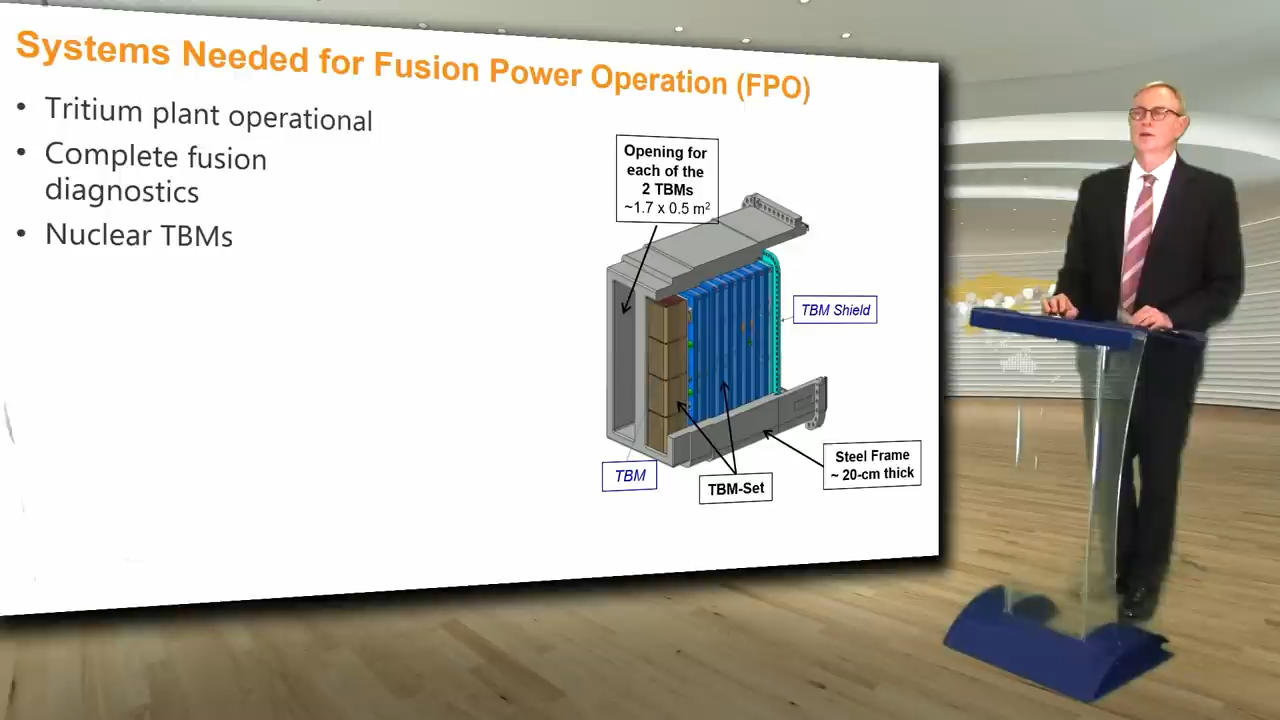 Systems Needed for Fusion Power Operation (FPO)
• Tritium plant operational
• Complete fusion
diagnostics
• Nuclear TBMs
Opening for
each of the
2 TBMs
~1.7 x 0.5 m²
TBM Shield
TBM
TBM-Set
Steel Frame
~ 20-cm thick